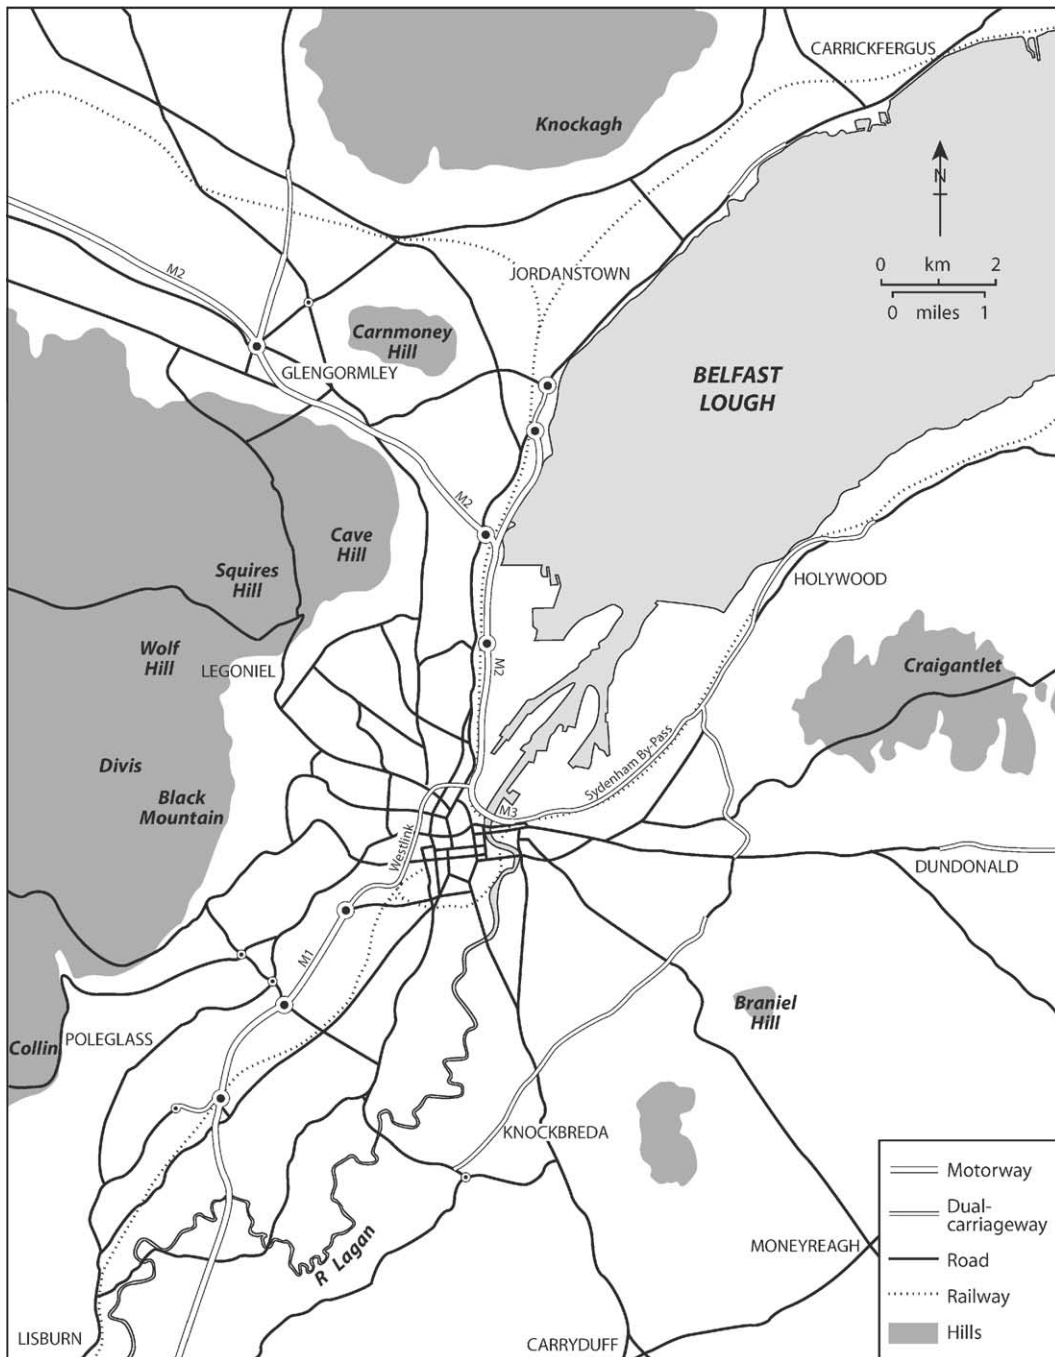 CARRICKFERGUS
Knockagh
N
0 km 2
0 miles 1
M2
JORDANSTOWN
Carnmoney
Hill
GLENGORMLEY
BELFAST
LOUGH
M2
Cave
Hill
Squires
Hill
HOLYWOOD
Wolf
Hill
LEGONIEL
M2
Craigantlet
Divis
Black
Mountain
Sydenham By-Pass
M3
Westlink
DUNDONALD
M1
Braniel
Hill
Collin
POLEGLASS
KNOCKBREDA
R Lagan
MONEYREAGH
LISBURN
CARRYDUFF
Motorway
Dual-
carriageway
Road
Railway
Hills